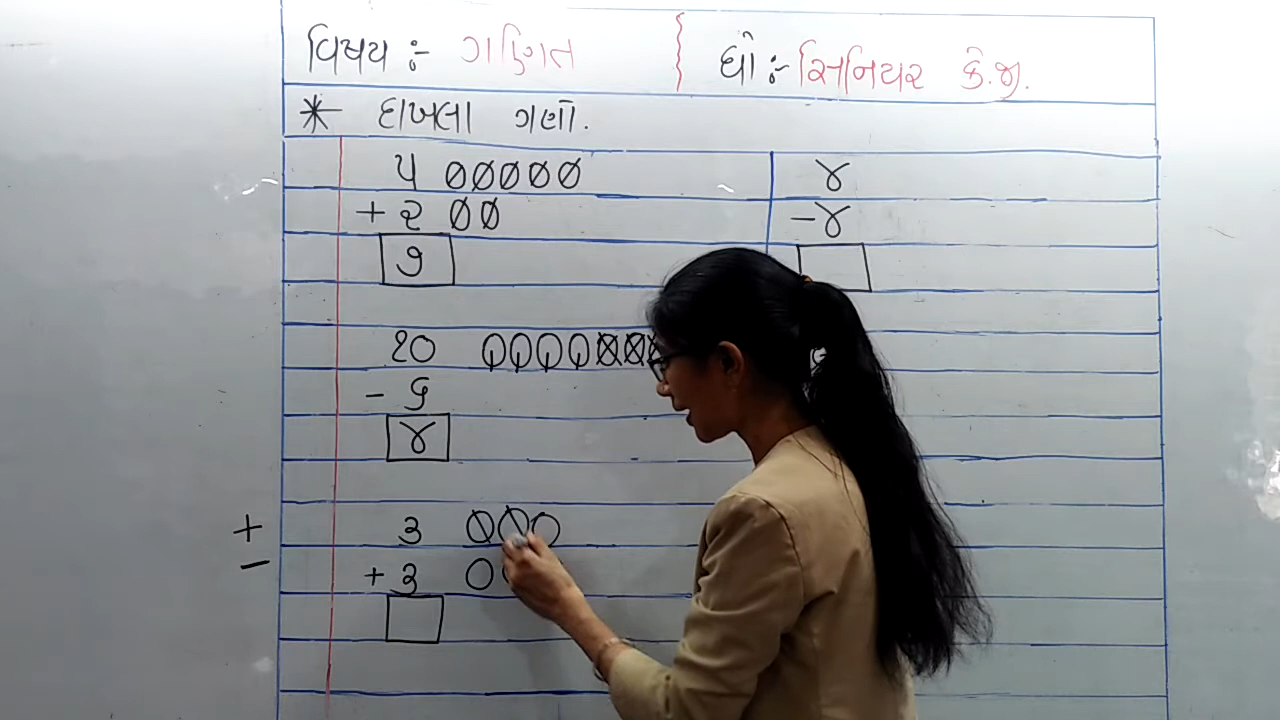 વિષય :- ગણિત ધો :- સિનિયર કે.જી.
* દાખલા ગણો.
૫ ૪
+ ૨ - ૪
૭
૧૦
- ૬
૪
+ ૩
- + ૩